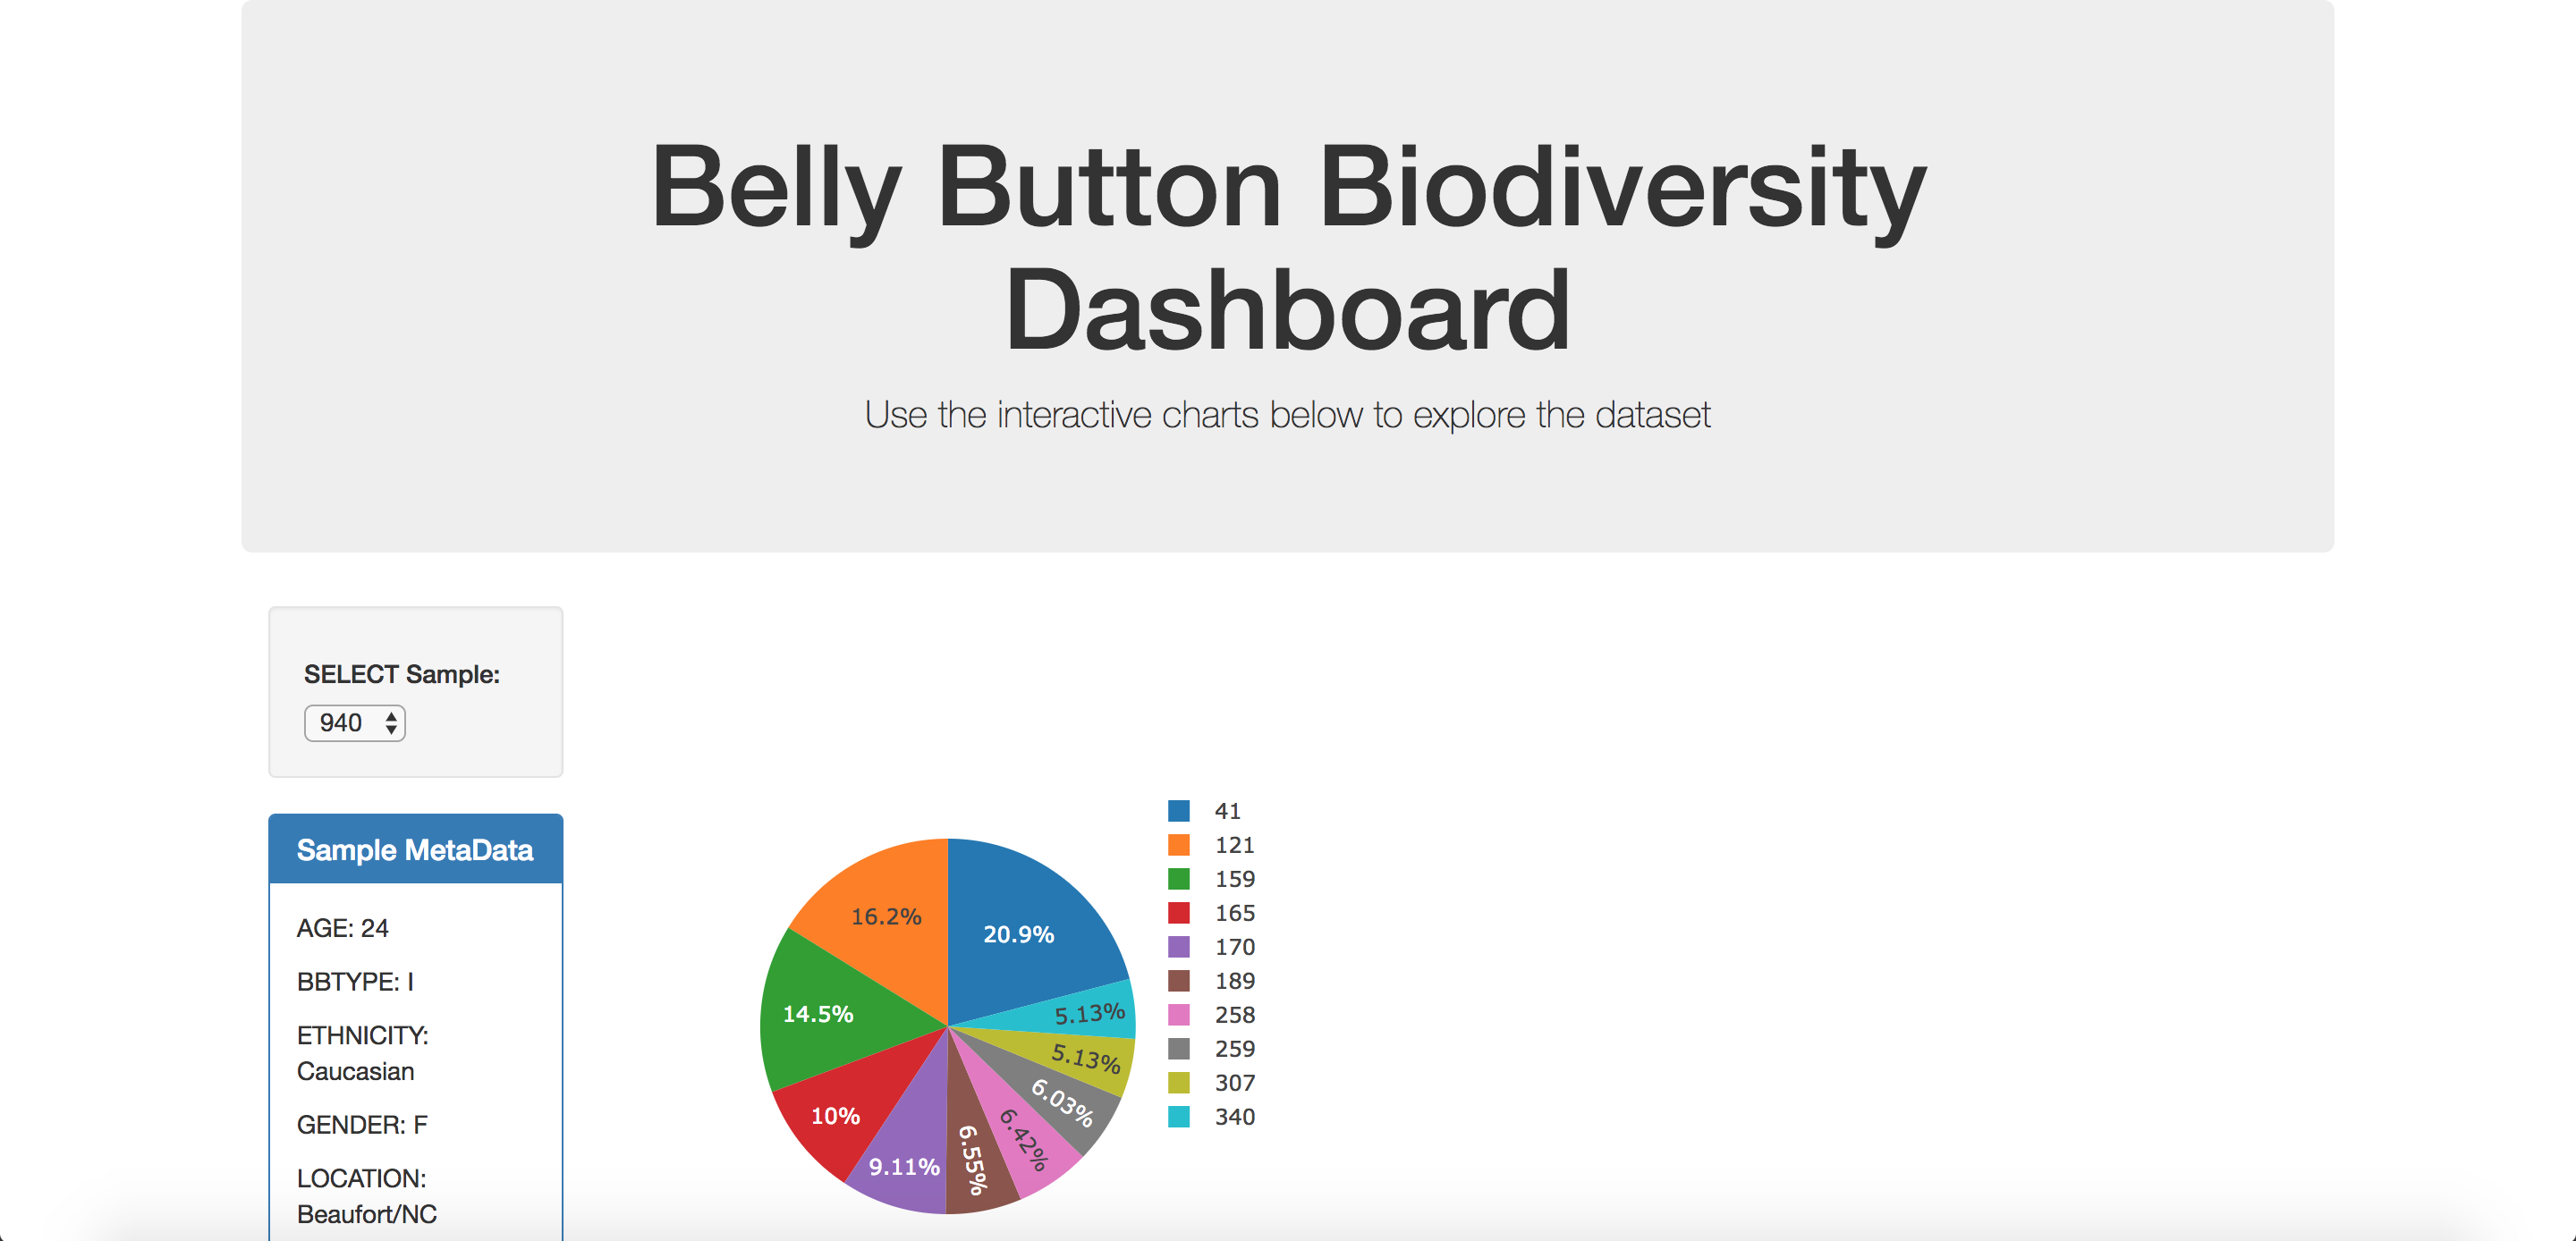 Belly Button Biodiversity
Dashboard
Use the interactive charts below to explore the dataset
SELECT Sample:
940
Sample MetaData
AGE: 24
BBTYPE: I
ETHNICITY:
Caucasian
GENDER: F
LOCATION:
Beaufort/NC
20.9%
16.2%
14.5%
10%
9.11%
6.55%
6.42%
6.03%
5.13%
5.13%
41
121
159
165
170
189
258
259
307
340